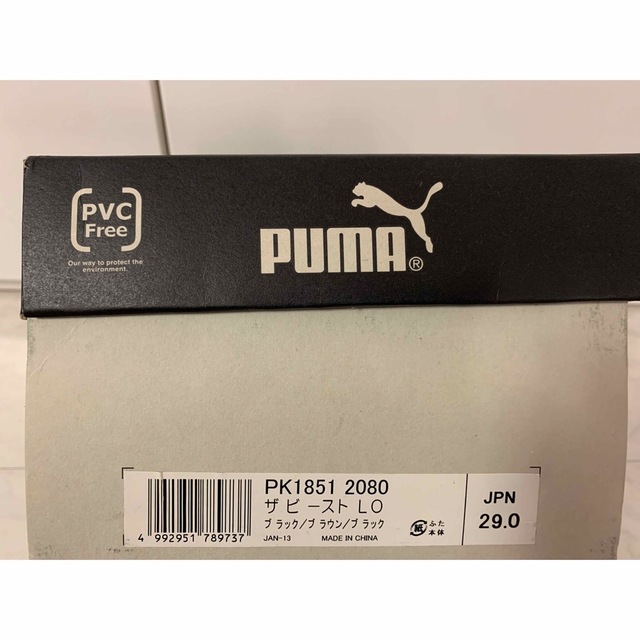 PVC
Free
Our way to protect the
environment
PUMA®
PK1851 2080
ザ ビースト LO
ブラック/ブラウン/ブラック
4 992951 789737
JAN-13 MADE IN CHINA
紙 ふた
本体
JPN
29.0